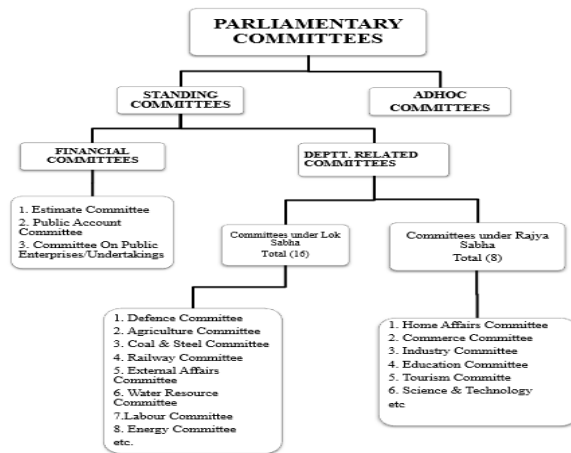 PARLIAMENTARY
COMMITTEES
STANDING
COMMITTEES
ADHOC
COMMITTEES
FINANCIAL
COMMITTEES
DEPTT. RELATED
COMMITTEES
1. Estimate Committee
2. Public Account
Committee
3. Committee On Public
Enterprises/Undertakings
Committees under Lok
Sabha
Total (16)
Committees under Rajya
Sabha
Total (8)
1. Defence Committee
2. Agriculture Committee
3. Coal & Steel Committee
4. Railway Committee
5. External Affairs
Committee
6. Water Resource
Committee
7.Labour Committee
8. Energy Committee
etc.
1. Home Affairs Committee
2. Commerce Committee
3. Industry Committee
4. Education Committee
5. Tourism Committe
6. Science & Technology
etc